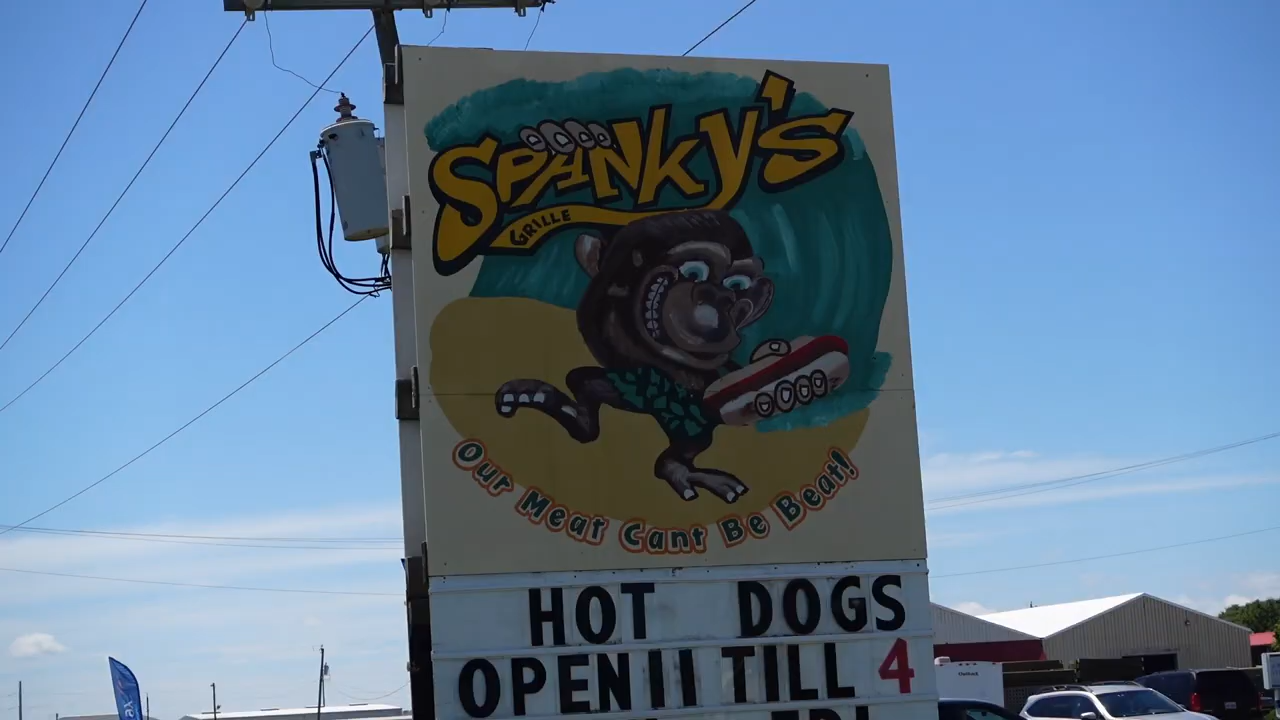 SPANKY'S
GRILLE
Our Meat Cant Be Beat!
HOT DOGS
OPEN 11 TILL 4